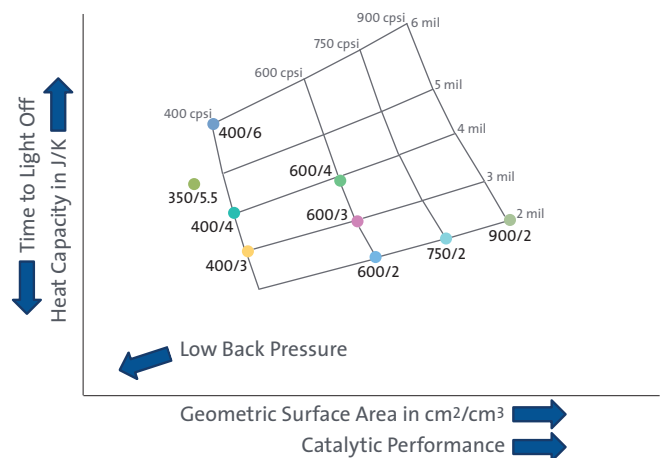 900 cpsi
6 mil
750 cpsi
600 cpsi
5 mil
400 cpsi
400/6
4 mil
600/4
3 mil
350/5.5
600/3
2 mil
400/4
900/2
750/2
400/3
600/2
Time to Light Off
Heat Capacity in J/K
Low Back Pressure
Geometric Surface Area in cm²/cm³
Catalytic Performance